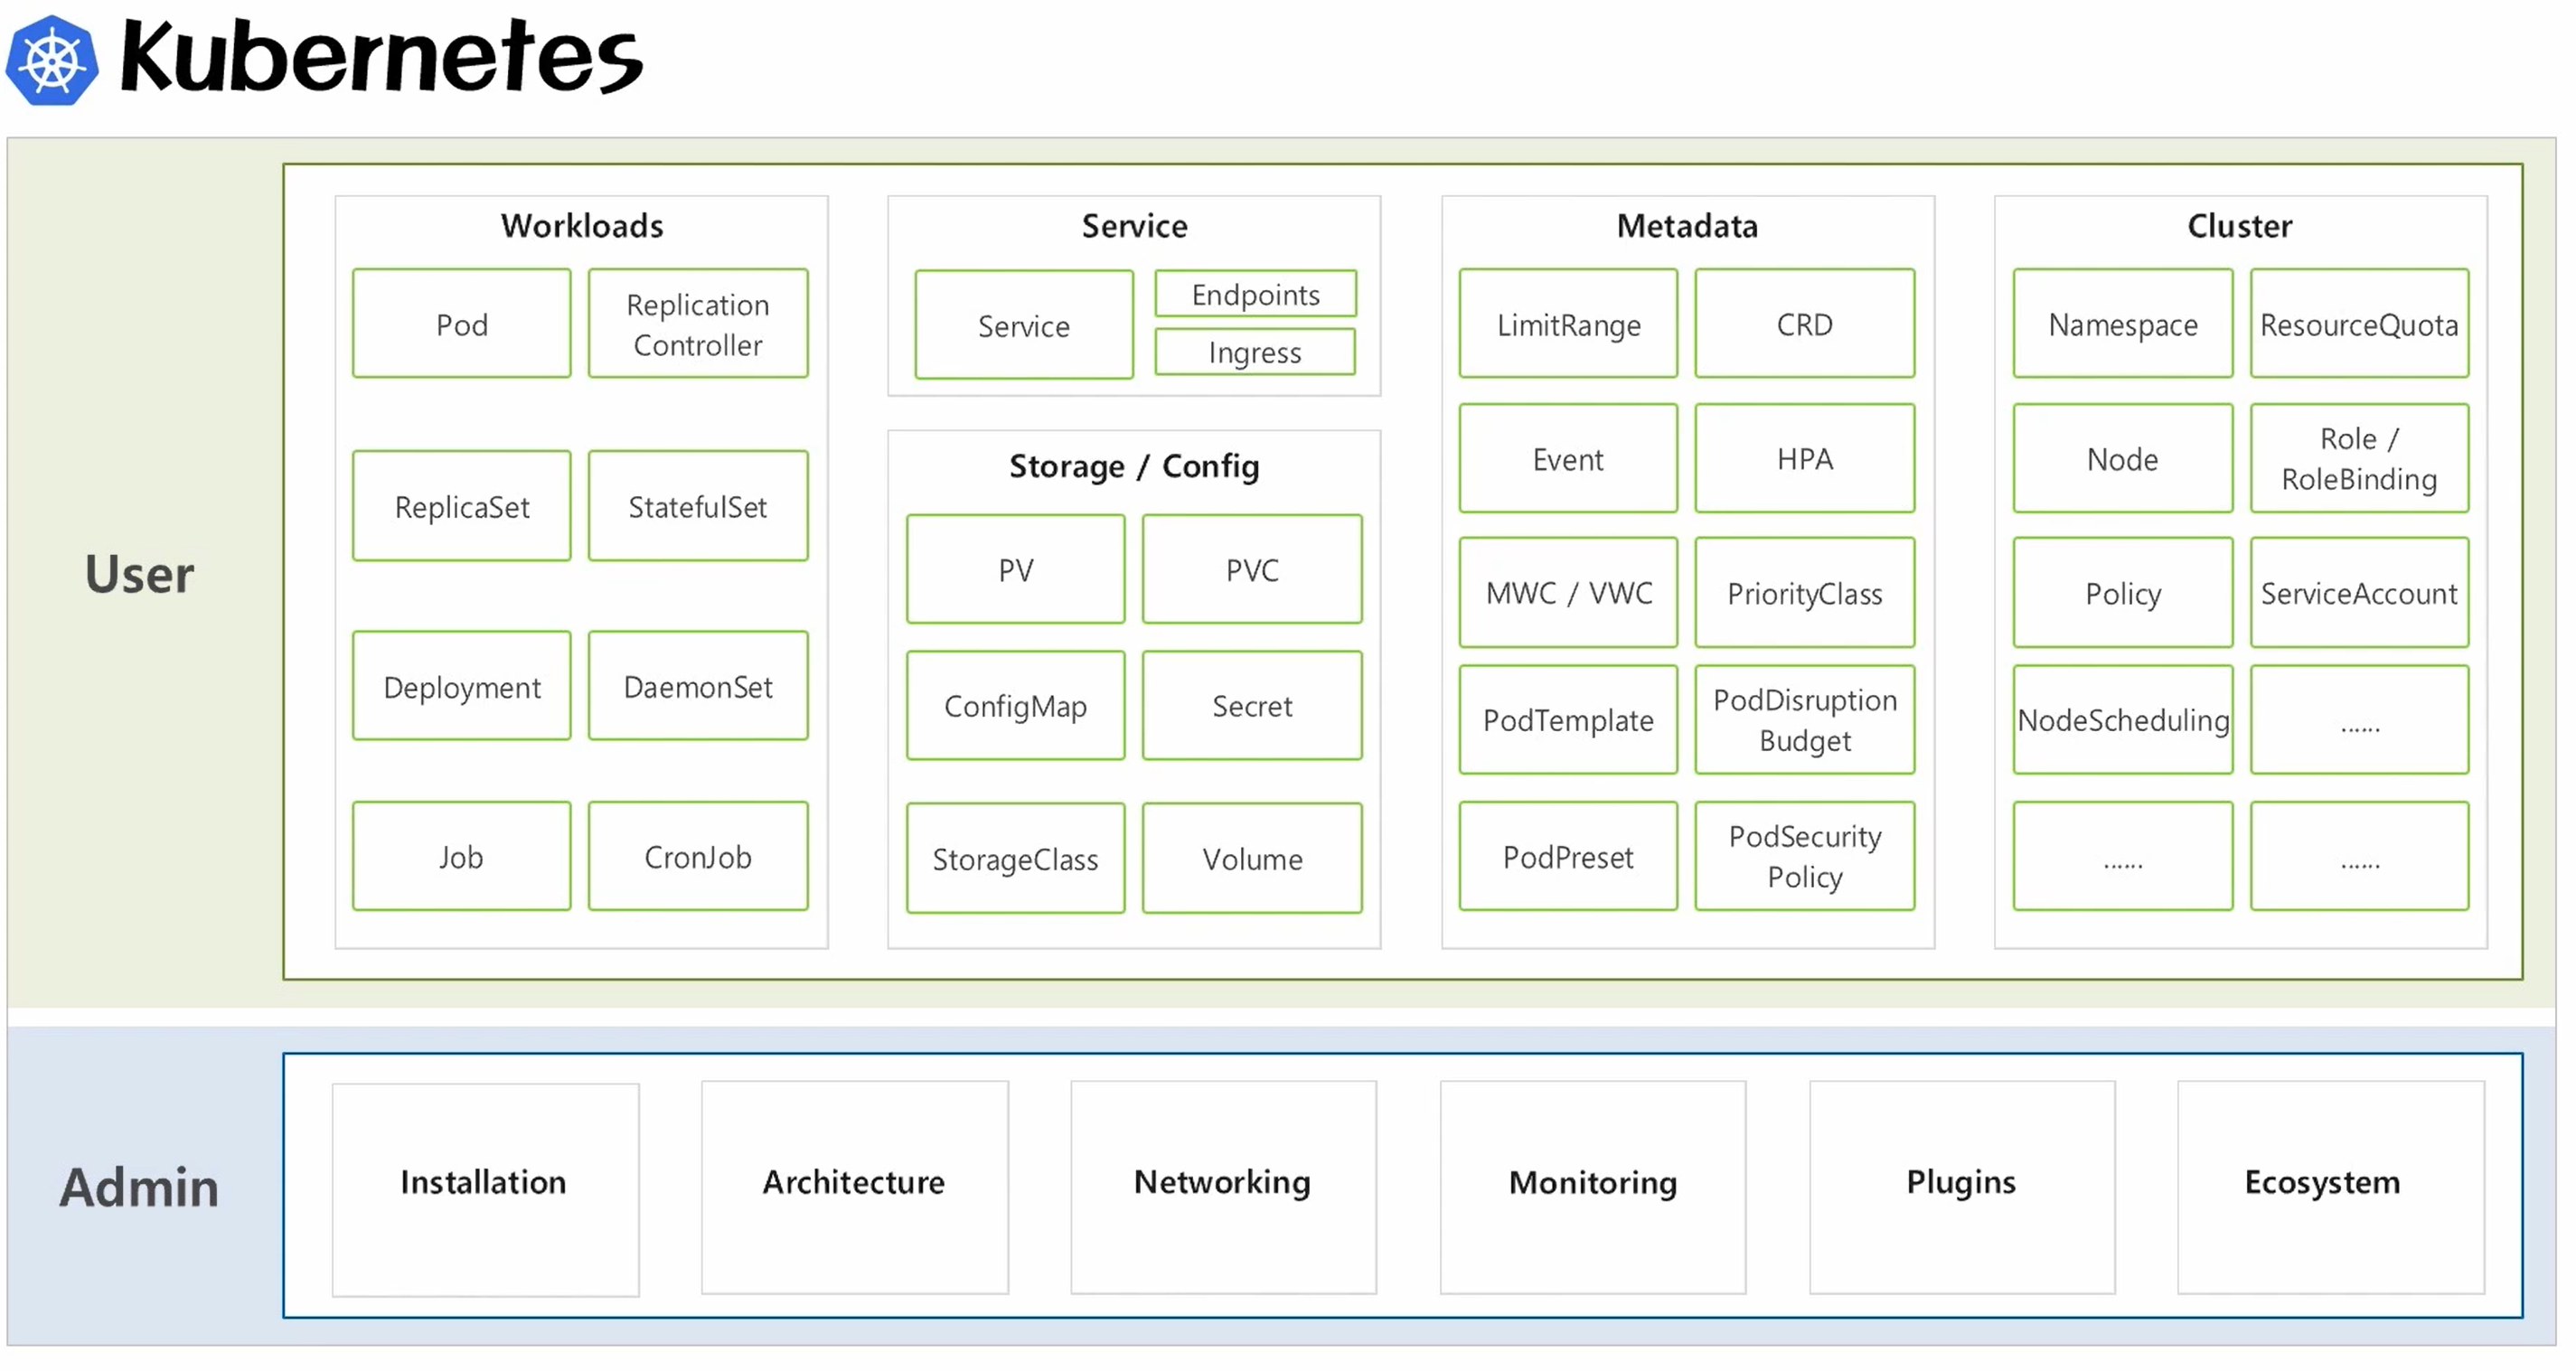 Kubernetes
User
Workloads
Pod
Replication
Controller
ReplicaSet
StatefulSet
Deployment
DaemonSet
Job
CronJob
Service
Service
Endpoints
Ingress
Storage / Config
PV
PVC
ConfigMap
Secret
StorageClass
Volume
Metadata
LimitRange
CRD
Event
HPA
MWC / VWC
PriorityClass
PodTemplate
PodDisruption
Budget
PodPreset
PodSecurity
Policy
Cluster
Namespace
ResourceQuota
Node
Role /
RoleBinding
Policy
ServiceAccount
NodeScheduling
......
......
......
Admin
Installation
Architecture
Networking
Monitoring
Plugins
Ecosystem